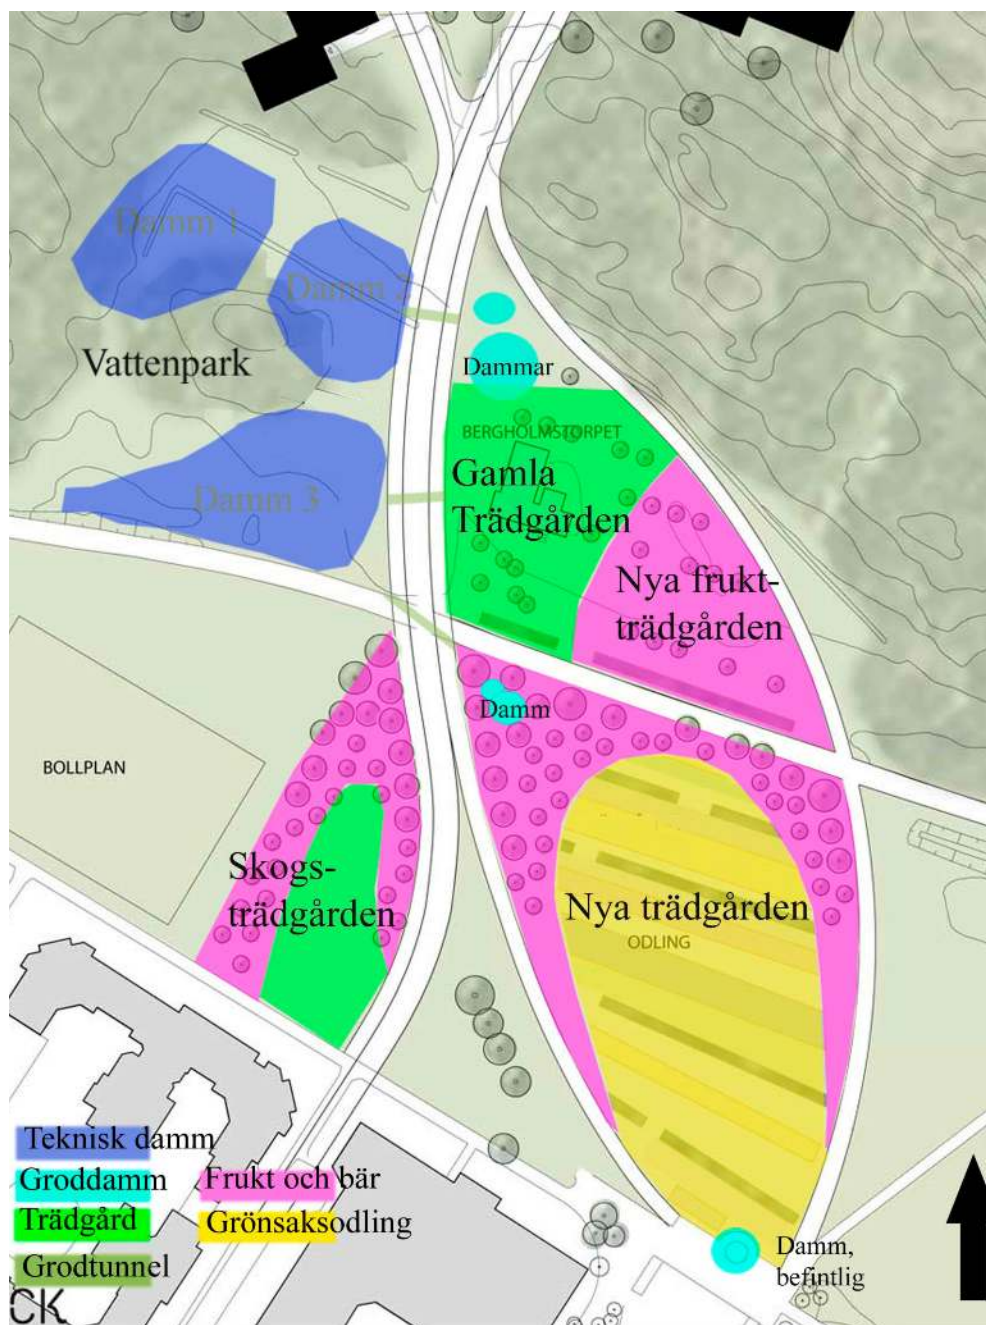 Damm 1
Damm 2
Vattenpark
Dammar
BERGHOLMSTORPET
Gamla
Trädgården
Damm 3
Nya frukt-
trädgården
Damm
BOLLPLAN
Skogs-
trädgården
Nya trädgården
ODLING
Teknisk damm
Groddamm
Frukt och bär
Trädgård
Grönsaksodling
Grodtunnel
Damm,
befintlig
CK